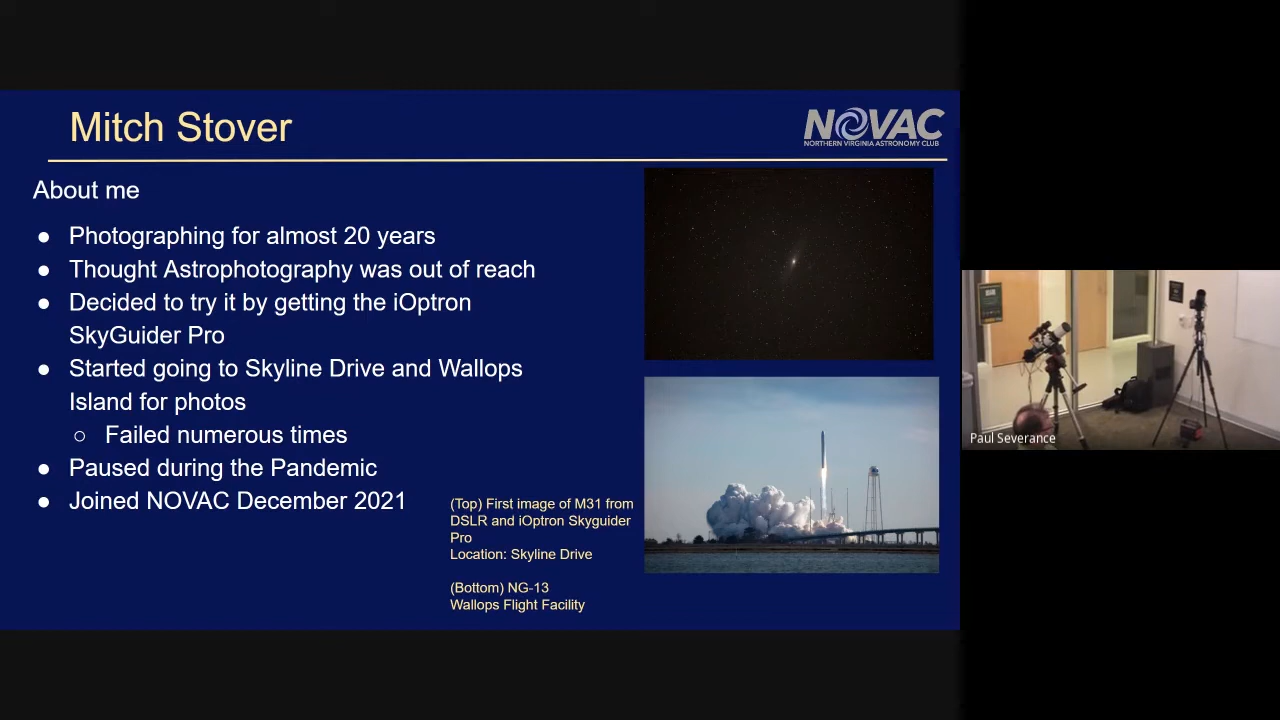 Mitch Stover
NOVAC
NORTHERN VIRGINIA ASTRONOMY CLUB
About me
● Photographing for almost 20 years
● Thought Astrophotography was out of reach
● Decided to try it by getting the iOptron
SkyGuider Pro
● Started going to Skyline Drive and Wallops
Island for photos
○ Failed numerous times
● Paused during the Pandemic
● Joined NOVAC December 2021
(Top) First image of M31 from
DSLR and iOptron Skyguider
Pro
Location: Skyline Drive
(Bottom) NG-13
Wallops Flight Facility
Paul Severance